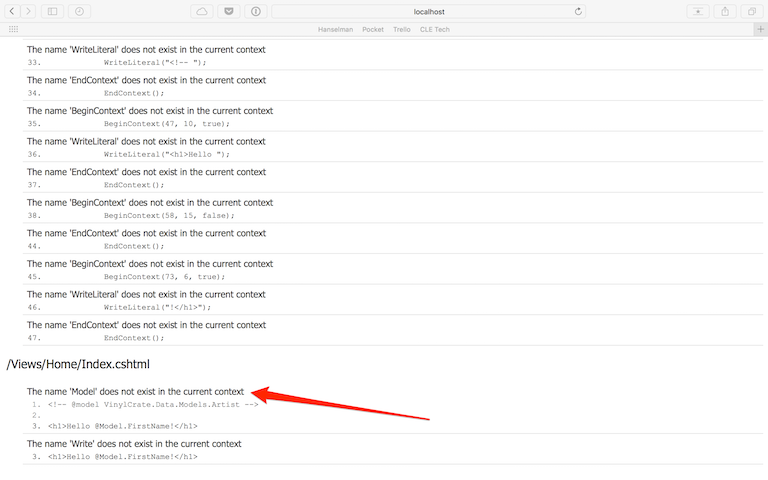 localhost
Hanselman Pocket Trello CLE Tech
The name 'WriteLiteral' does not exist in the current context
33. WriteLiteral("<!-- ");
The name 'EndContext' does not exist in the current context
34. EndContext();
The name 'BeginContext' does not exist in the current context
35. BeginContext(47, 10, true);
The name 'WriteLiteral' does not exist in the current context
36. WriteLiteral("<h1>Hello ");
The name 'EndContext' does not exist in the current context
37. EndContext();
The name 'BeginContext' does not exist in the current context
38. BeginContext(58, 15, false);
The name 'EndContext' does not exist in the current context
44. EndContext();
The name 'BeginContext' does not exist in the current context
45. BeginContext(73, 6, true);
The name 'WriteLiteral' does not exist in the current context
46. WriteLiteral("!</h1>");
The name 'EndContext' does not exist in the current context
47. EndContext();
/Views/Home/Index.cshtml
The name 'Model' does not exist in the current context
1. <!-- @model VinylCrate.Data.Models.Artist -->
2.
3. <h1>Hello @Model.FirstName!</h1>
The name 'Write' does not exist in the current context
3. <h1>Hello @Model.FirstName!</h1>